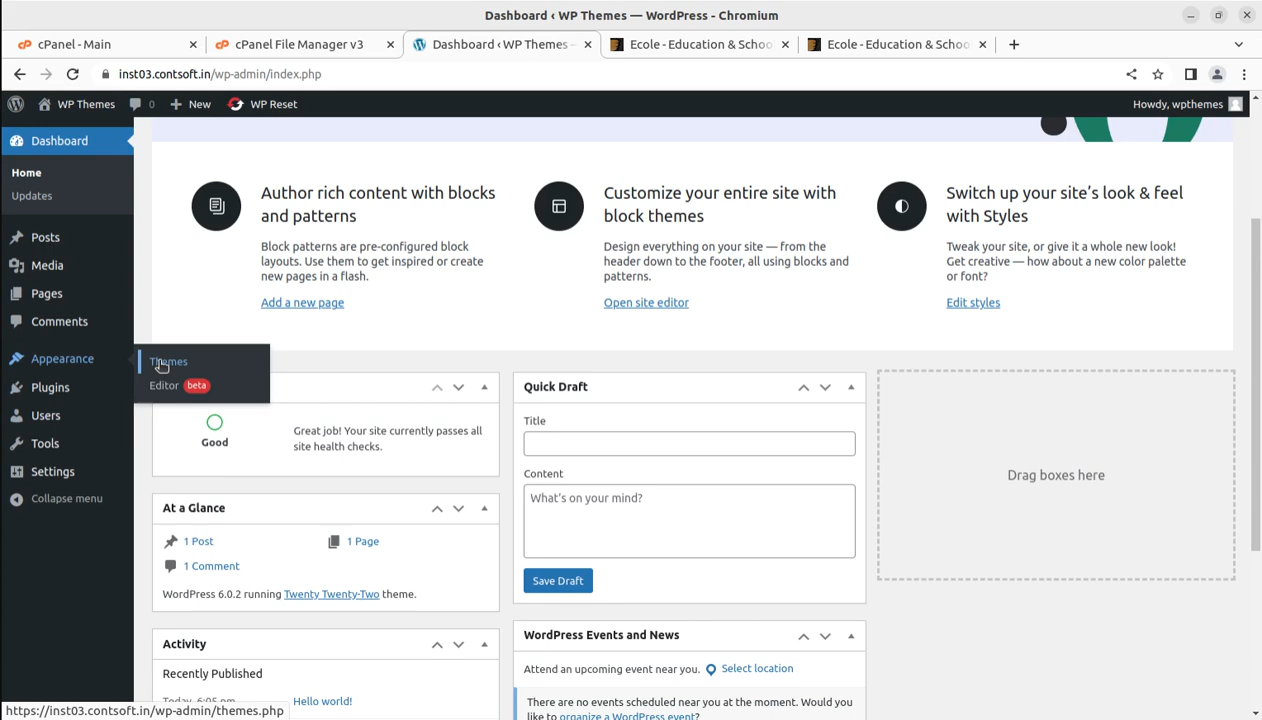 Dashboard ‹ WP Themes — WordPress - Chromium
cPanel - Main
cPanel File Manager v3
Dashboard ‹ WP Themes -
Ecole - Education & Schoo
Ecole - Education & Schoo
inst03.contsoft.in/wp-admin/index.php
WP Themes
0
New
WP Reset
Howdy, wpthemes
Dashboard
Home
Updates
Posts
Media
Pages
Comments
Appearance
Plugins
Users
Tools
Settings
Collapse menu
Themes
Editor beta
Author rich content with blocks
and patterns
Block patterns are pre-configured block
layouts. Use them to get inspired or create
new pages in a flash.
Add a new page
Customize your entire site with
block themes
Design everything on your site — from the
header down to the footer, all using blocks and
patterns.
Open site editor
Switch up your site’s look & feel
with Styles
Tweak your site, or give it a whole new look!
Get creative — how about a new color palette
or font?
Edit styles
Good
Great job! Your site currently passes all
site health checks.
At a Glance
1 Post
1 Page
1 Comment
WordPress 6.0.2 running Twenty Twenty-Two theme.
Activity
Recently Published
Today, 6:05 pm
Hello world!
Quick Draft
Title
Content
What’s on your mind?
Save Draft
WordPress Events and News
Attend an upcoming event near you.
Select location
There are no events scheduled near you at the moment. Would you
like to organize a WordPress event?
Drag boxes here
https://inst03.contsoft.in/wp-admin/themes.php